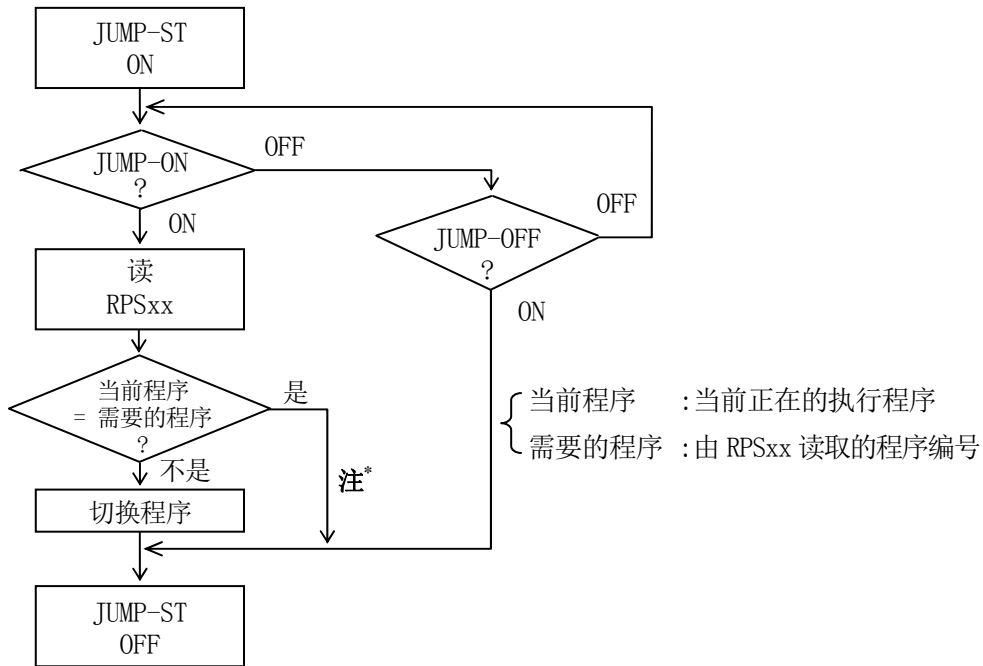 JUMP-ST
ON
JUMP-ON
?
OFF
ON
JUMP-OFF
?
OFF
ON
读
RPSxx
当前程序
= 需要的程序
?
是
不是
注*
切换程序
JUMP-ST
OFF
当前程序 :当前正在的执行程序
需要的程序 :由 RPSxx 读取的程序编号